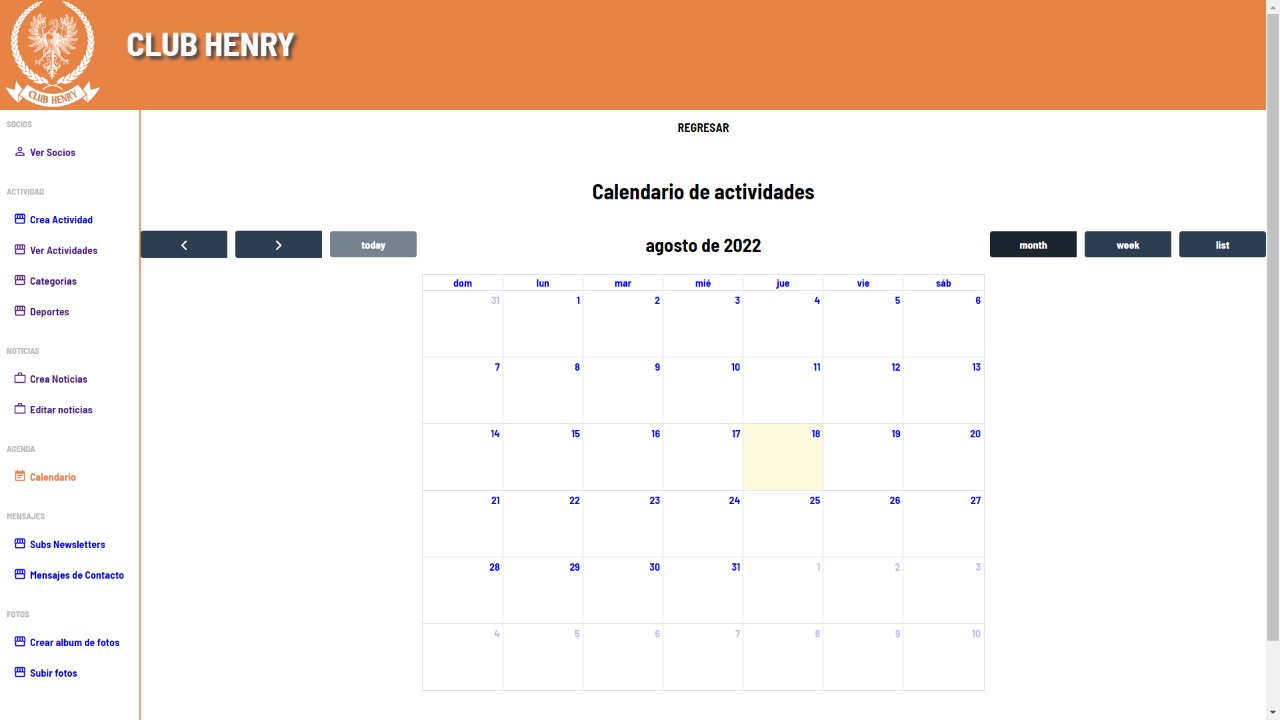 CLUB HENRY
CLUB HENRY
SOCIOS
Ver Socios
ACTIVIDAD
Crea Actividad
Ver Actividades
Categorias
Deportes
NOTICIAS
Crea Noticias
Editar noticias
AGENDA
Calendario
MENSAJES
Subs Newsletters
Mensajes de Contacto
FOTOS
Crear album de fotos
Subir fotos
REGRESAR
Calendario de actividades
today
agosto de 2022
month week list
dom lun mar mié jue vie sáb
31 1 2 3 4 5 6
7 8 9 10 11 12 13
14 15 16 17 18 19 20
21 22 23 24 25 26 27
28 29 30 31 1 2 3
4 5 6 7 8 9 10